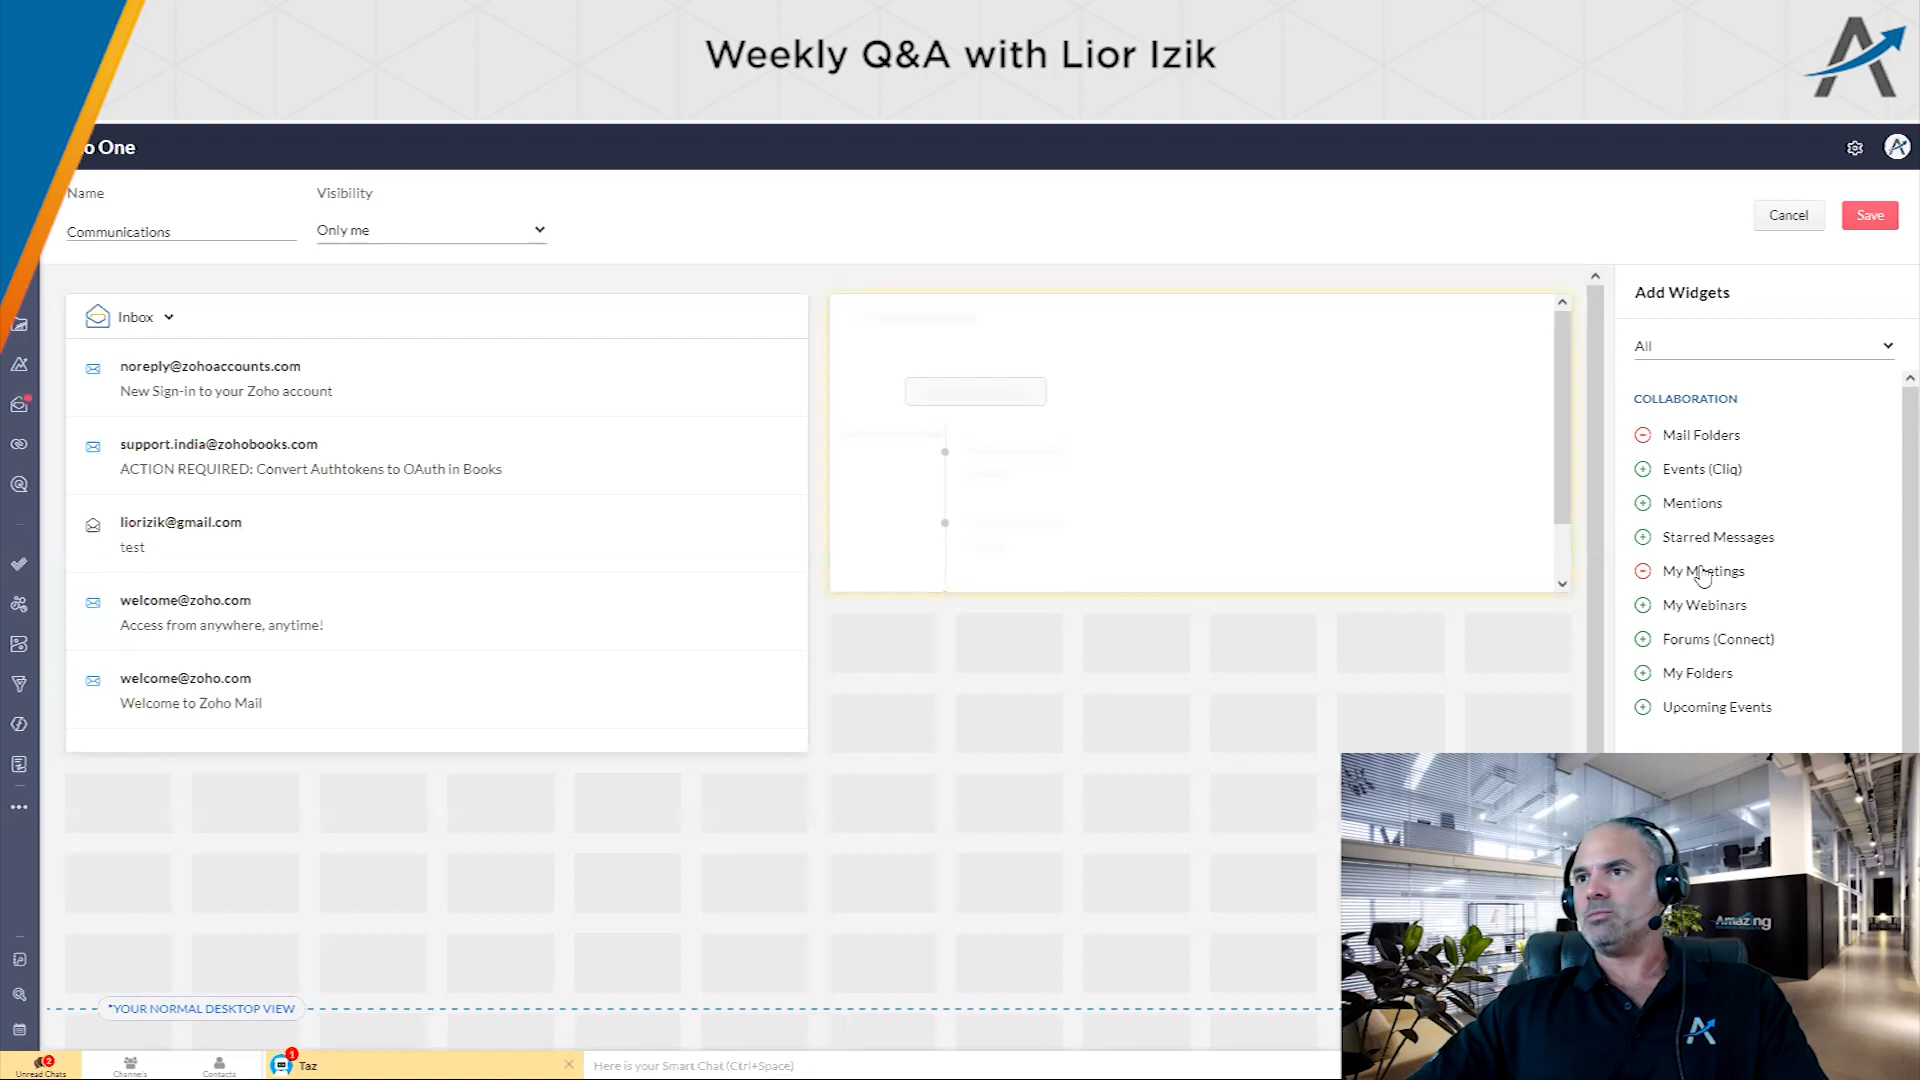 Weekly Q&A with Lior Izik
o One
Name
Visibility
Communications
Only me
Cancel
Save
Inbox
noreply@zohoaccounts.com
New Sign-in to your Zoho account
support.india@zohobooks.com
ACTION REQUIRED: Convert Authtokens to OAuth in Books
liorizik@gmail.com
test
welcome@zoho.com
Access from anywhere, anytime!
welcome@zoho.com
Welcome to Zoho Mail
Add Widgets
All
COLLABORATION
Mail Folders
Events (Cliq)
Mentions
Starred Messages
My Meetings
My Webinars
Forums (Connect)
My Folders
Upcoming Events
Amazing
*YOUR NORMAL DESKTOP VIEW
2
Unread Chats
Channels
Contacts
1
Taz
Here is your Smart Chat (Ctrl+Space)